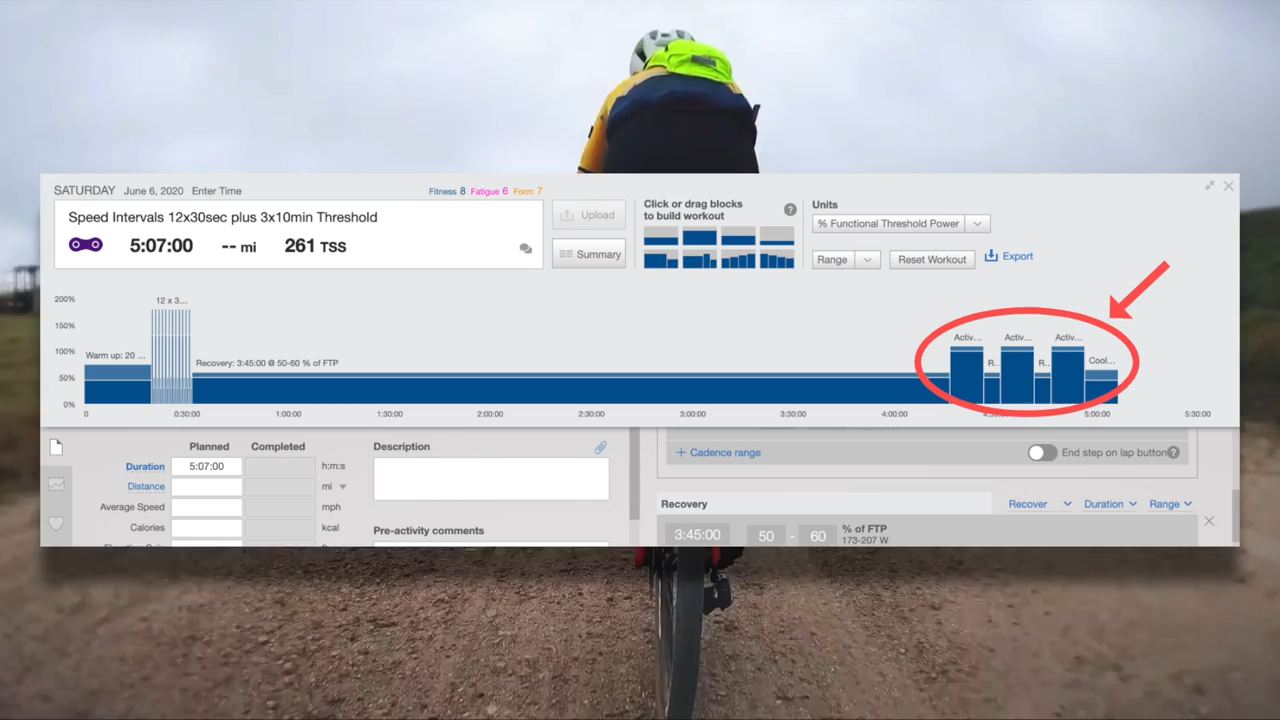 SATURDAY June 6, 2020 Enter Time
Fitness 8 Fatigue 6 Form 7
Speed Intervals 12x30sec plus 3x10min Threshold
5:07:00 -- mi 261 TSS
Upload
Summary
Click or drag blocks
to build workout
?
Units
% Functional Threshold Power
Range
Reset Workout
Export
200%
150%
100%
50%
0%
12 x 3...
Warm up: 20 ...
Recovery: 3:45:00 @ 50-60 % of FTP
Activ...
R...
Activ...
R...
Activ...
Cool...
0 0:30:00 1:00:00 1:30:00 2:00:00 2:30:00 3:00:00 3:30:00 4:00:00 5:00:00 5:30:00
Planned Completed
Duration 5:07:00 h:m:s
Distance mi
Average Speed mph
Calories kcal
Description
Pre-activity comments
+ Cadence range
End step on lap button ?
Recovery
Recover Duration Range
3:45:00 50 - 60 % of FTP
173-207 W